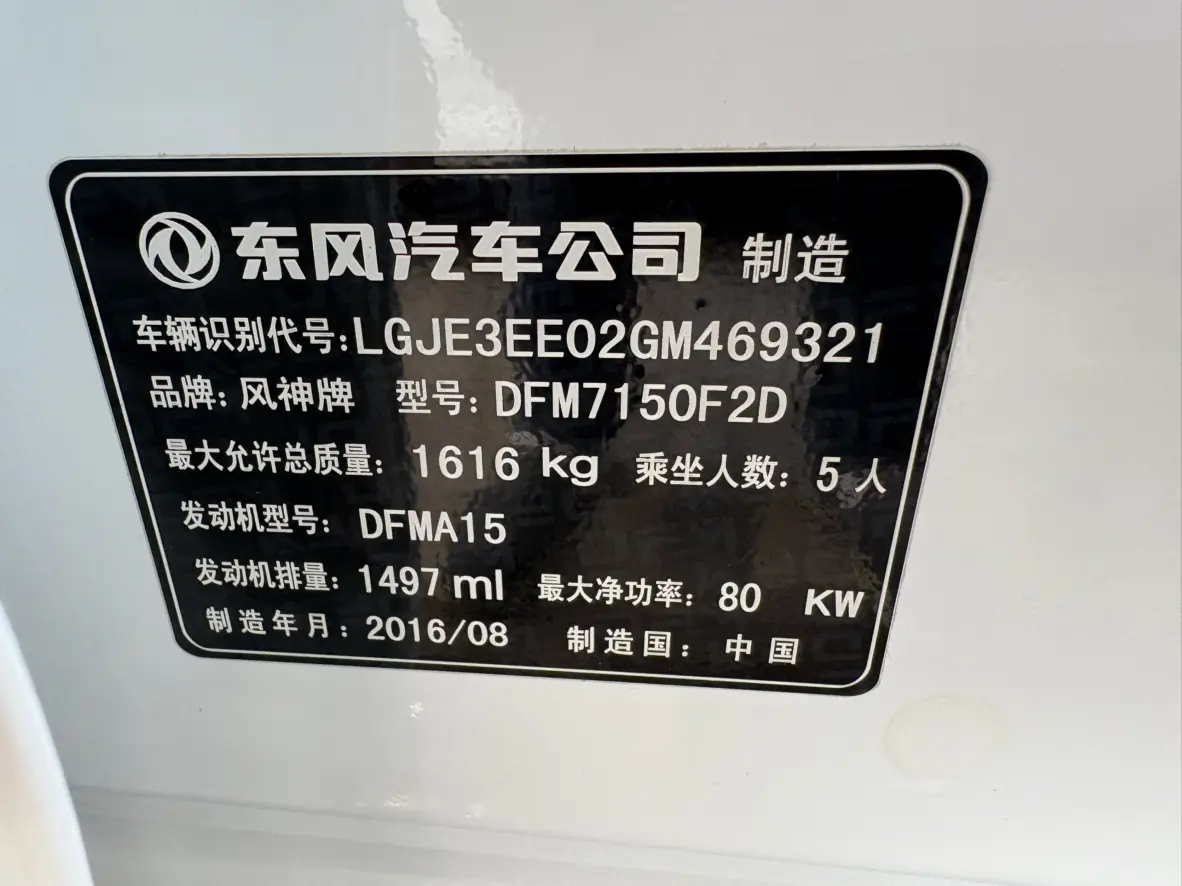 东风汽车公司 制造
车辆识别代号:LGJE3EE02GM469321
品牌: 风神牌 型号: DFM7150F2D
最大允许总质量: 1616 kg 乘坐人数: 5 人
发动机型号: DFMA15
发动机排量: 1497 ml 最大净功率: 80 KW
制造年月: 2016/08 制造国: 中国